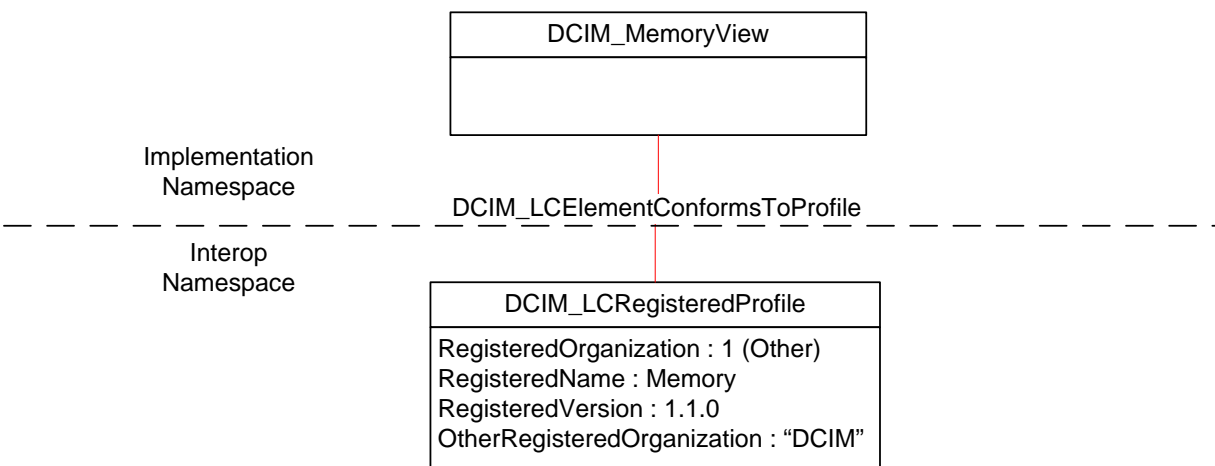 DCIM_MemoryView
Implementation
Namespace
DCIM_LCElementConformsToProfile
Interop
Namespace
DCIM_LCRegisteredProfile
RegisteredOrganization : 1 (Other)
RegisteredName : Memory
RegisteredVersion : 1.1.0
OtherRegisteredOrganization : “DCIM”